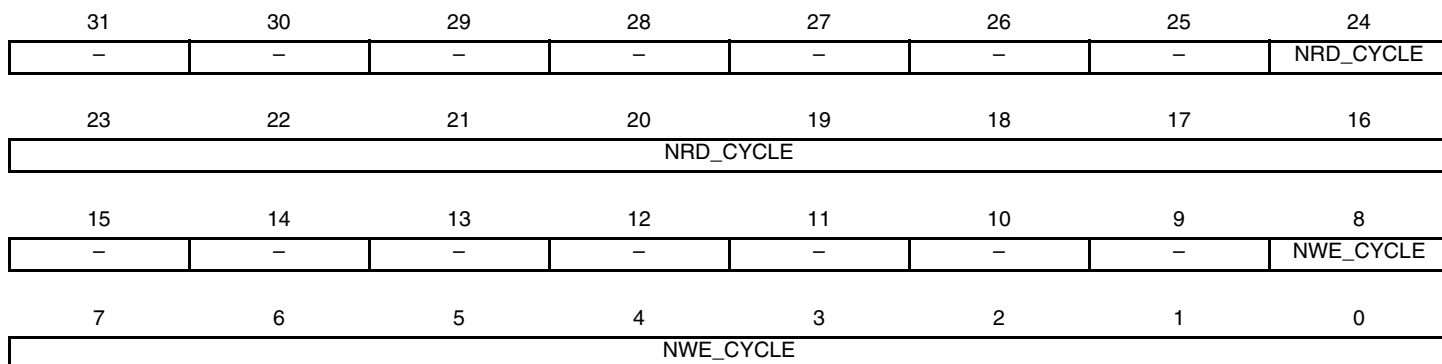 31 30 29 28 27 26 25 24
– – – – – – – NRD_CYCLE
23 22 21 20 19 18 17 16
NRD_CYCLE
15 14 13 12 11 10 9 8
– – – – – – – NWE_CYCLE
7 6 5 4 3 2 1 0
NWE_CYCLE